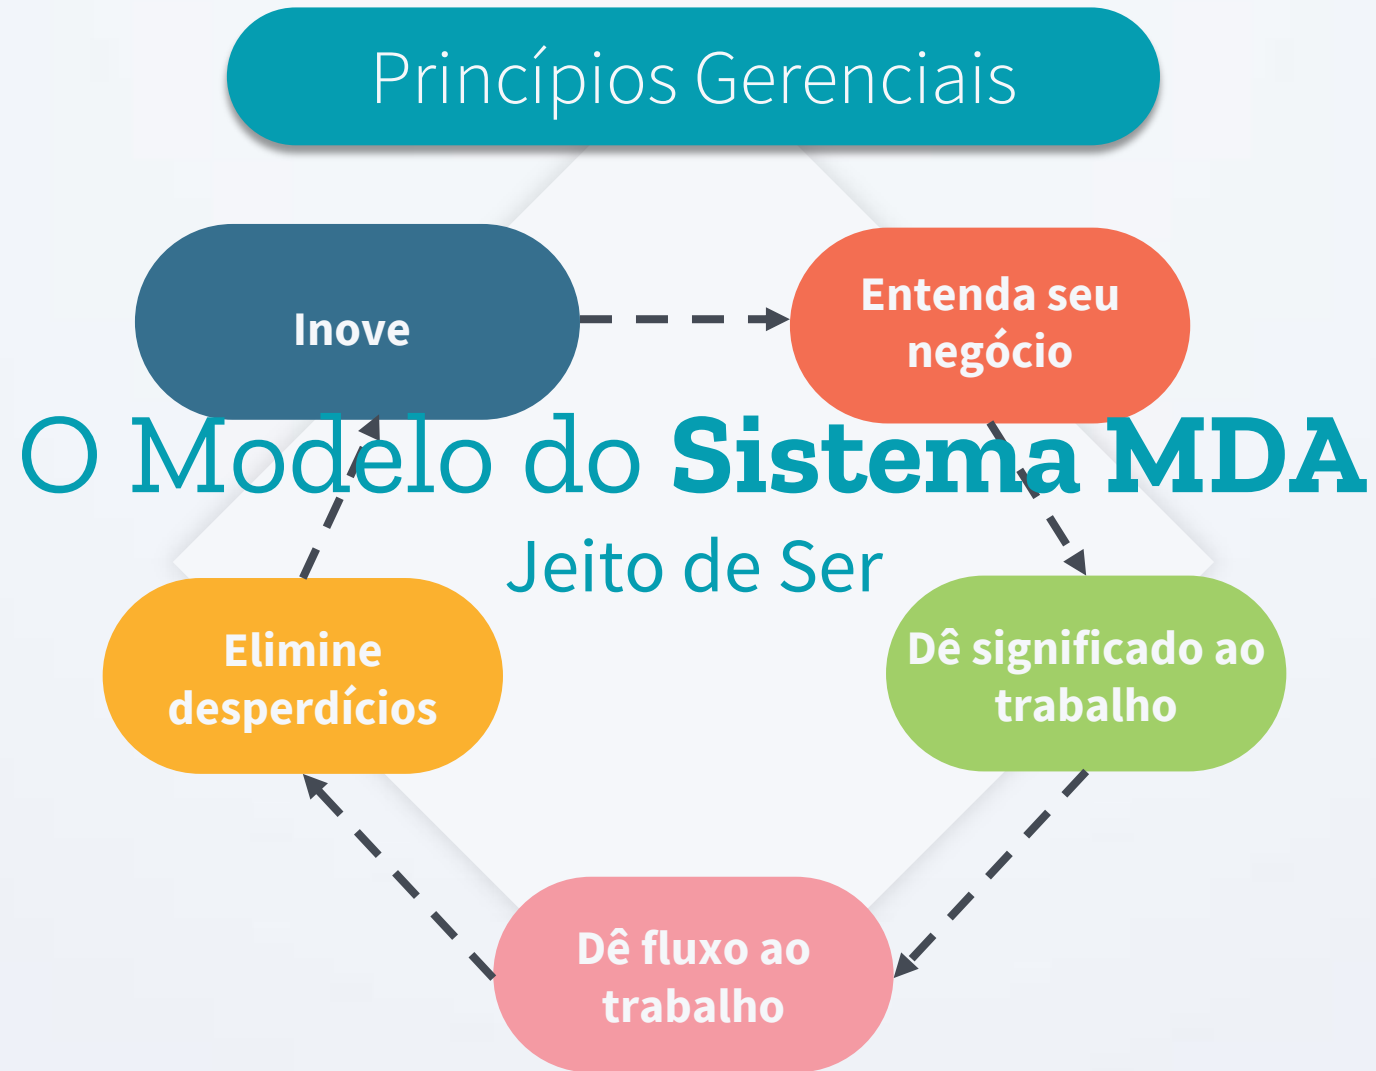 Princípios Gerenciais
Inove
Entenda seu
negócio
O Modelo do Sistema MDA
Jeito de Ser
Elimine
desperdícios
Dê significado ao
trabalho
Dê fluxo ao
trabalho